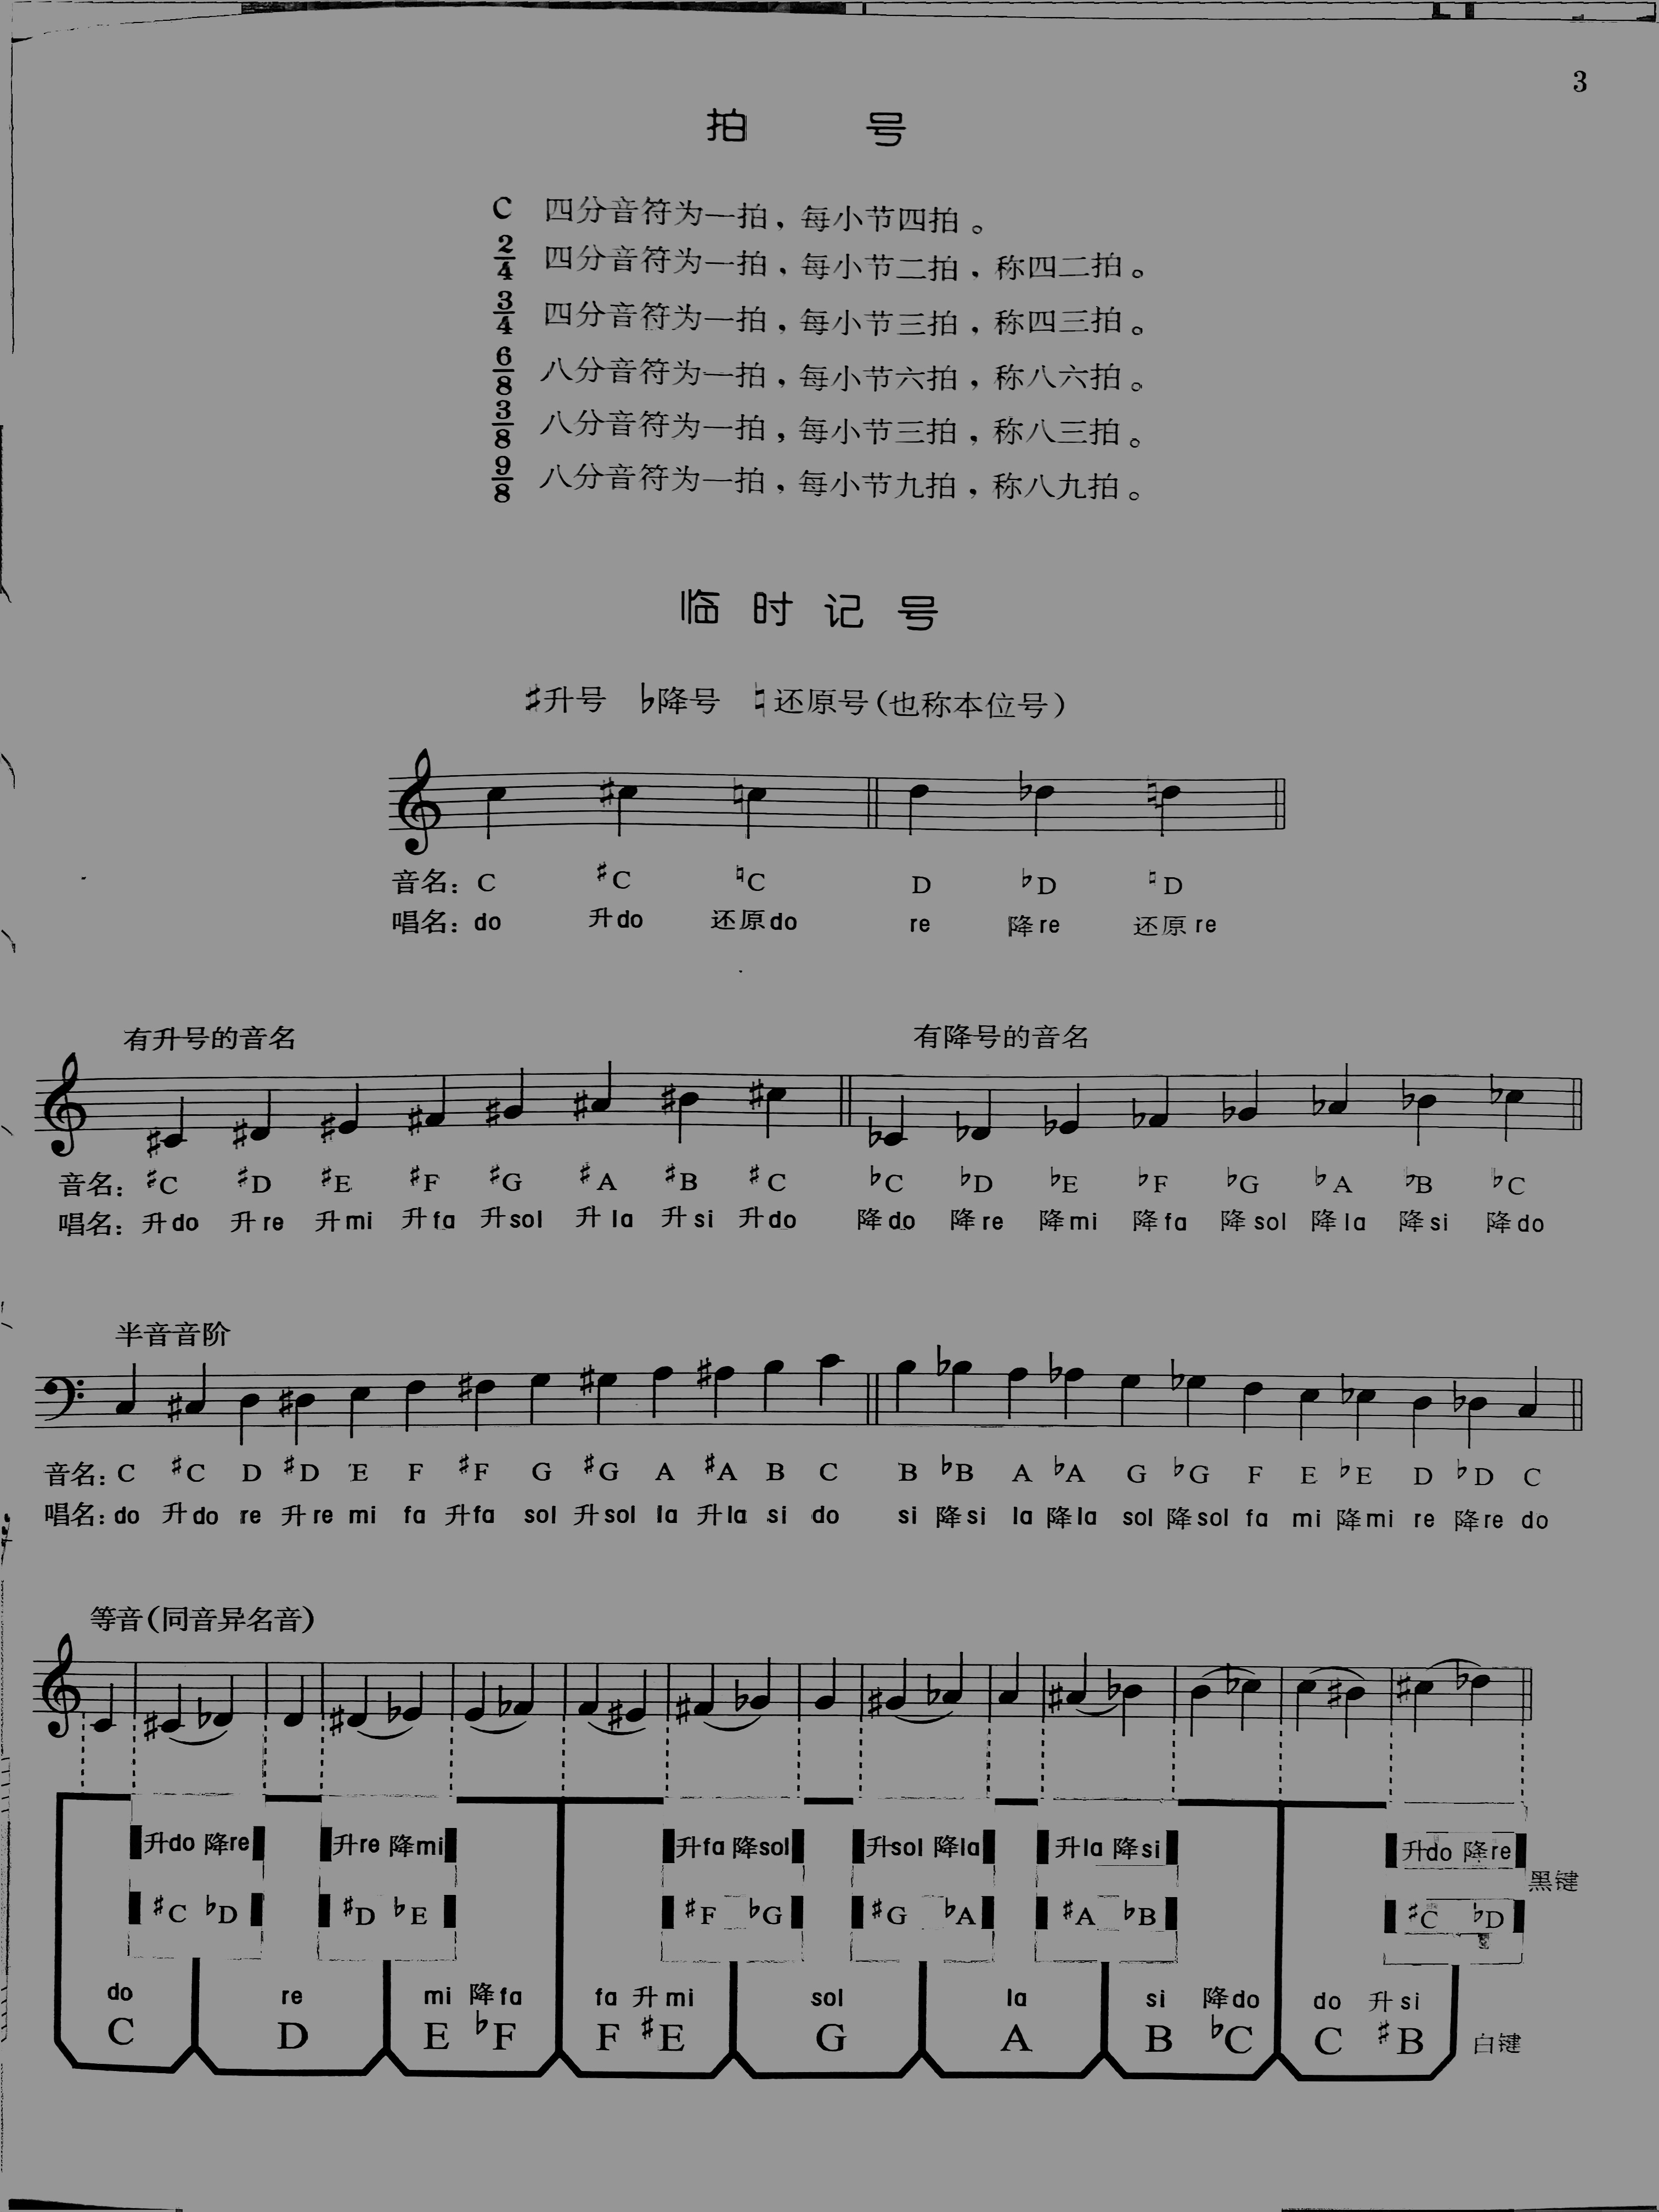 3
拍 号
C 四分音符为一拍，每小节四拍。
2/4 四分音符为一拍，每小节二拍，称四二拍。
3/4 四分音符为一拍，每小节三拍，称四三拍。
6/8 八分音符为一拍，每小节六拍，称八六拍。
3/8 八分音符为一拍，每小节三拍，称八三拍。
9/8 八分音符为一拍，每小节九拍，称八九拍。
临时记号
♯升号 ♭降号 ♮还原号(也称本位号)
音名：C ♯C ♮C D ♭D ♮D
唱名：do 升do 还原do re 降re 还原re
有升号的音名 有降号的音名
音名：♯C ♯D ♯E ♯F ♯G ♯A ♯B ♯C ♭C ♭D ♭E ♭F ♭G ♭A ♭B ♭C
唱名：升do 升re 升mi 升fa 升sol 升la 升si 升do 降do 降re 降mi 降fa 降sol 降la 降si 降do
半音音阶
音名：C ♯C D ♯D E F ♯F G ♯G A ♯A B C B ♭B A ♭A G ♭G F E ♭E D ♭D C
唱名：do 升do re 升re mi fa 升fa sol 升sol la 升la si do si 降si la 降la sol 降sol fa mi 降mi re 降re do
等音(同音异名音)
升do 降re 升re 降mi 升fa 降sol 升sol 降la 升la 降si 升do 降re
黑键
♯C ♭D ♯D ♭E ♯F ♭G ♯G ♭A ♯A ♭B ♯C ♭D
do re mi 降fa fa 升mi sol la si 降do do 升si
C D E ♭F F ♯E G A B ♭C C ♯B 白键